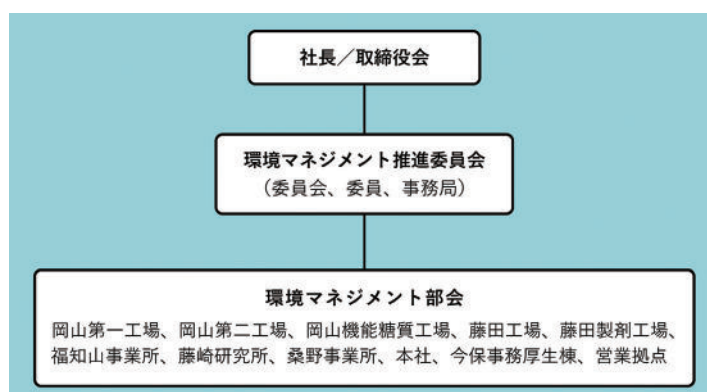 社長／取締役会
環境マネジメント推進委員会
（委員会、委員、事務局）
環境マネジメント部会
岡山第一工場、岡山第二工場、岡山機能糖質工場、藤田工場、藤田製剤工場、
福知山事業所、藤崎研究所、桑野事業所、本社、今保事務厚生棟、営業拠点